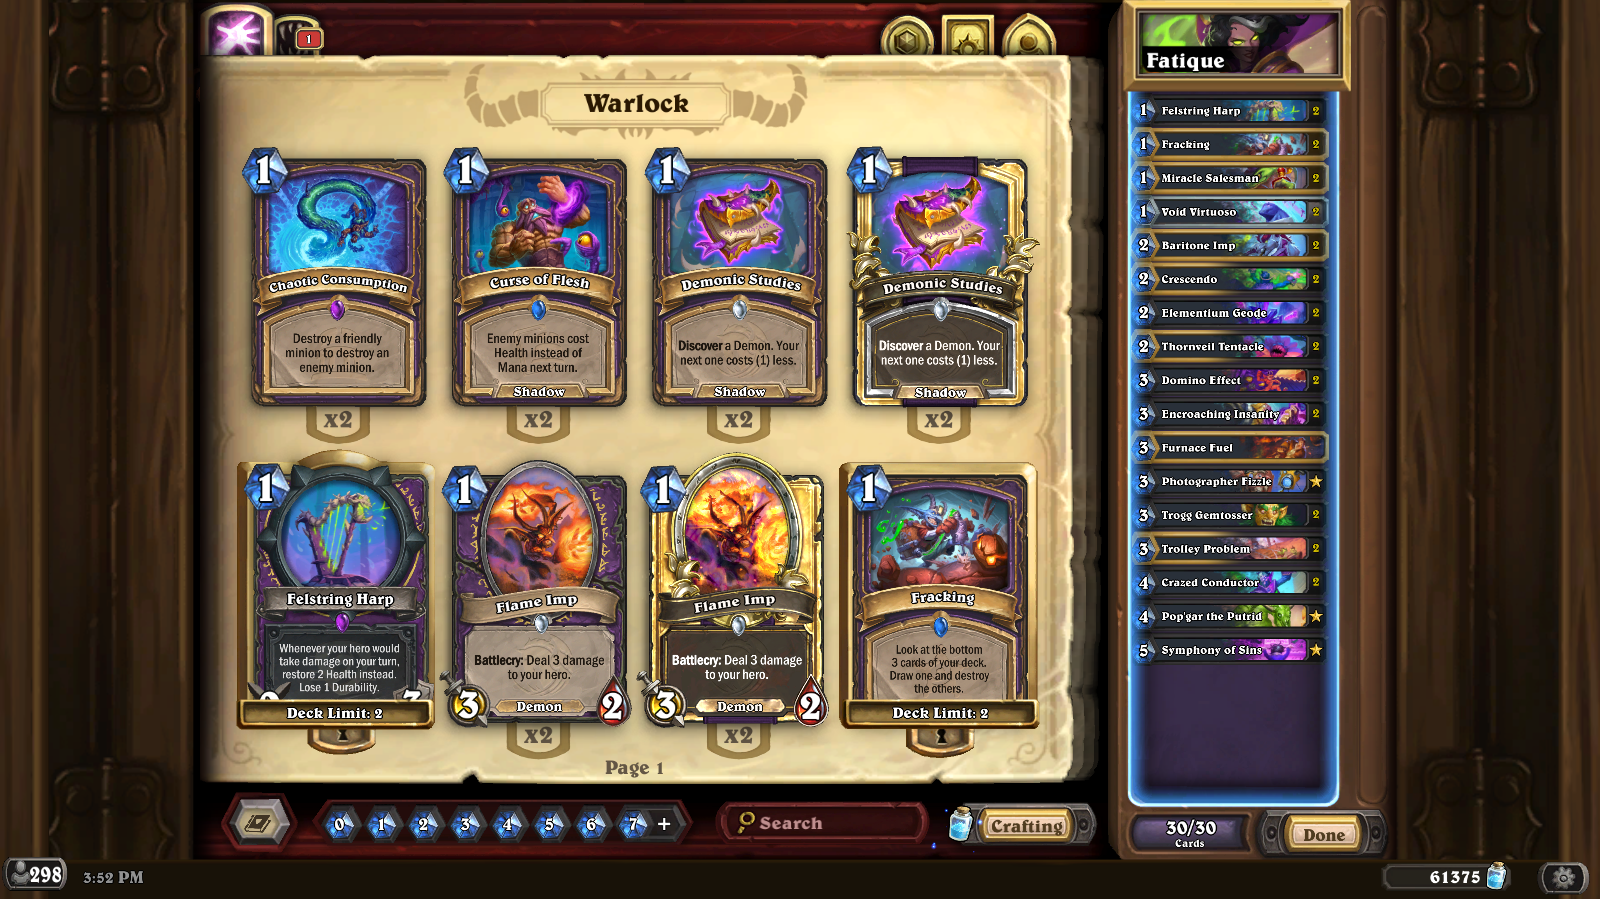 1
Warlock
1
Chaotic Consumption
Destroy a friendly
minion to destroy an
enemy minion.
x2
1
Curse of Flesh
Enemy minions cost
Health instead of
Mana next turn.
Shadow
x2
1
Demonic Studies
Discover a Demon. Your
next one costs (1) less.
Shadow
x2
1
Demonic Studies
Discover a Demon. Your
next one costs (1) less.
Shadow
x2
1
Felstring Harp
Whenever your hero would
take damage on your turn,
restore 2 Health instead.
Lose 1 Durability.
Deck Limit: 2
1
Flame Imp
Battlecry: Deal 3 damage
to your hero.
3
Demon
2
x2
1
Flame Imp
Battlecry: Deal 3 damage
to your hero.
3
Demon
2
x2
1
Fracking
Look at the bottom
3 cards of your deck.
Draw one and destroy
the others.
Deck Limit: 2
Page 1
0 1 2 3 4 5 6 7 +
Search
Crafting
Fatique
1 Felstring Harp 2
1 Fracking 2
1 Miracle Salesman 2
1 Void Virtuoso 2
2 Baritone Imp 2
2 Crescendo 2
2 Elementium Geode 2
2 Thornveil Tentacle 2
3 Domino Effect 2
3 Encroaching Insanity 2
3 Furnace Fuel
3 Photographer Fizzle
3 Trogg Gemtosser 2
3 Trolley Problem 2
4 Crazed Conductor 2
4 Pop'gar the Putrid
5 Symphony of Sins
30/30
Cards
Done
298
3:52 PM
61375